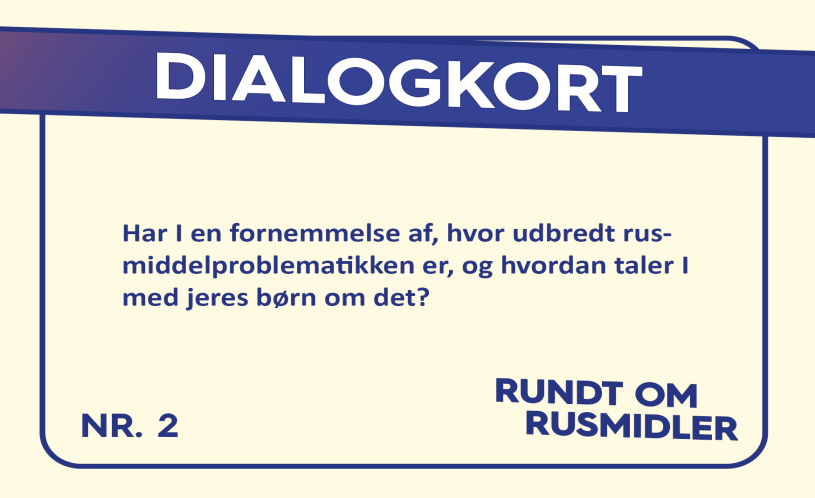 DIALOGKORT
Har I en fornemmelse af, hvor udbredt rus-
middelproblematikken er, og hvordan taler I
med jeres børn om det?
NR. 2
RUNDT OM
RUSMIDLER